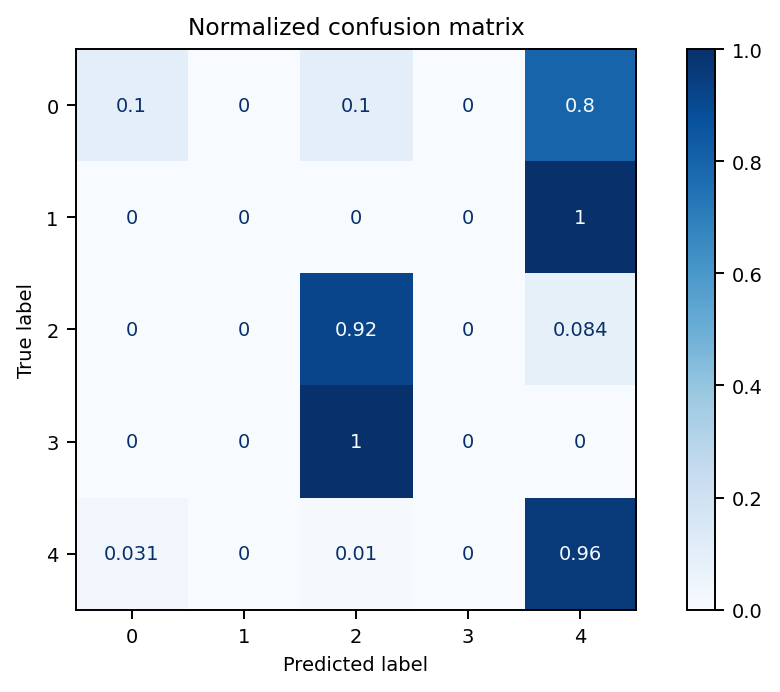 Normalized confusion matrix
0 0.1 0 0.1 0 0.8
1 0 0 0 0 1
2 0 0 0.92 0 0.084
3 0 0 1 0 0
4 0.031 0 0.01 0 0.96
0 1 2 3 4
Predicted label
True label
1.0
0.8
0.6
0.4
0.2
0.0